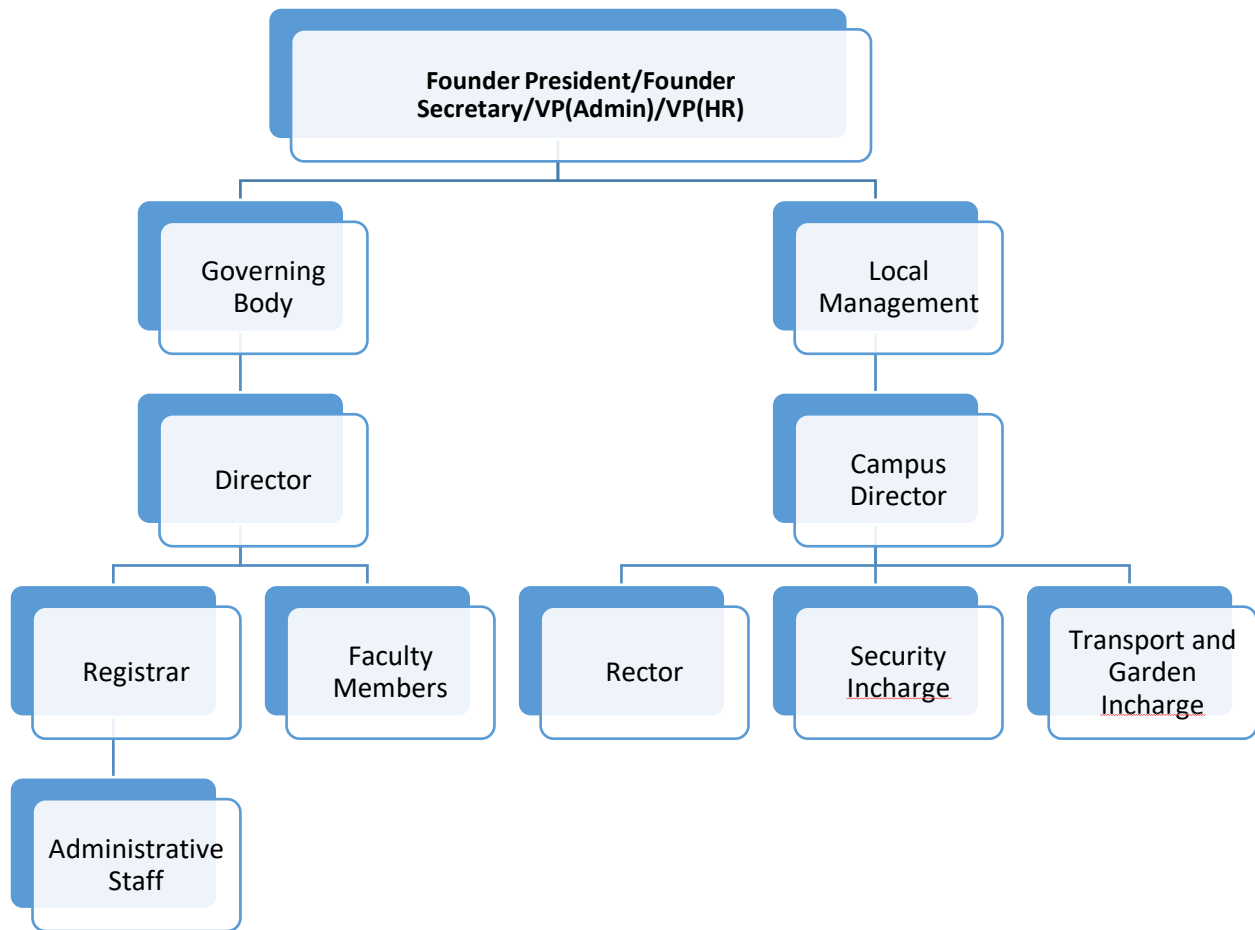 Founder President/Founder
Secretary/VP(Admin)/VP(HR)
Governing
Body
Local
Management
Director
Campus
Director
Registrar
Faculty
Members
Rector
Security
Incharge
Transport and
Garden
Incharge
Administrative
Staff